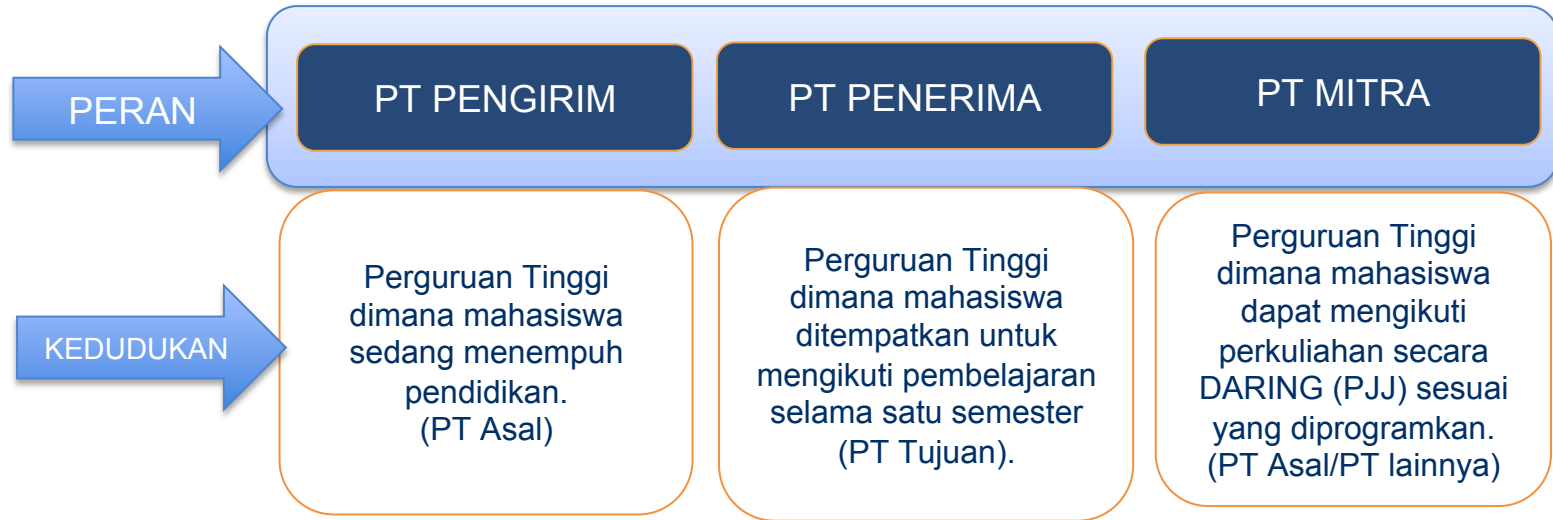 PERAN
PT PENGIRIM
PT PENERIMA
PT MITRA
KEDUDUKAN
Perguruan Tinggi
dimana mahasiswa
sedang menempuh
pendidikan.
(PT Asal)
Perguruan Tinggi
dimana mahasiswa
ditempatkan untuk
mengikuti pembelajaran
selama satu semester
(PT Tujuan).
Perguruan Tinggi
dimana mahasiswa
dapat mengikuti
perkuliahan secara
DARING (PJJ) sesuai
yang diprogramkan.
(PT Asal/PT lainnya)